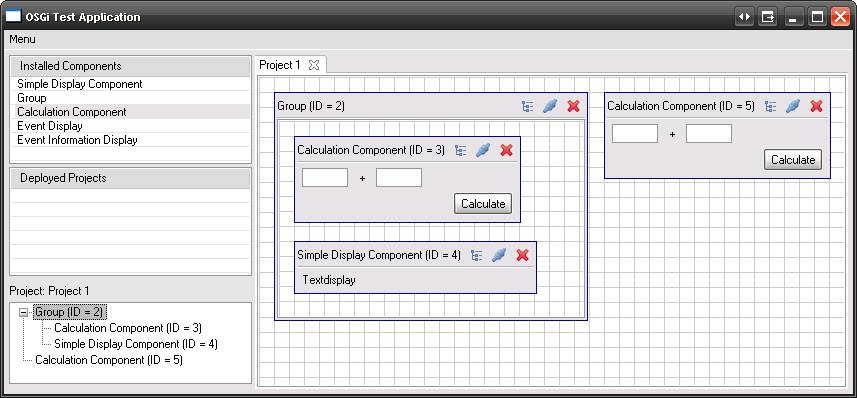 OSGi Test Application
Menu
Installed Components
Simple Display Component
Group
Calculation Component
Event Display
Event Information Display
Deployed Projects
Project: Project 1
Group (ID = 2)
Calculation Component (ID = 3)
Simple Display Component (ID = 4)
Calculation Component (ID = 5)
Project 1
Group (ID = 2)
Calculation Component (ID = 3)
+
Calculate
Simple Display Component (ID = 4)
Textdisplay
Calculation Component (ID = 5)
+
Calculate